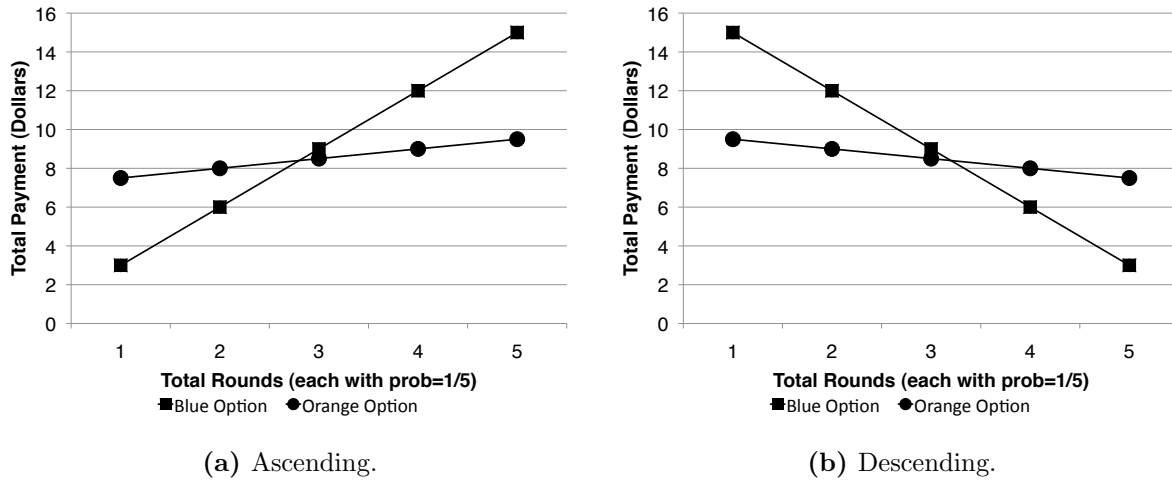 Total Payment (Dollars)
16
14
12
10
8
6
4
2
0
1 2 3 4 5
Total Rounds (each with prob=1/5)
Blue Option Orange Option
(a) Ascending.
Total Payment (Dollars)
16
14
12
10
8
6
4
2
0
1 2 3 4 5
Total Rounds (each with prob=1/5)
Blue Option Orange Option
(b) Descending.